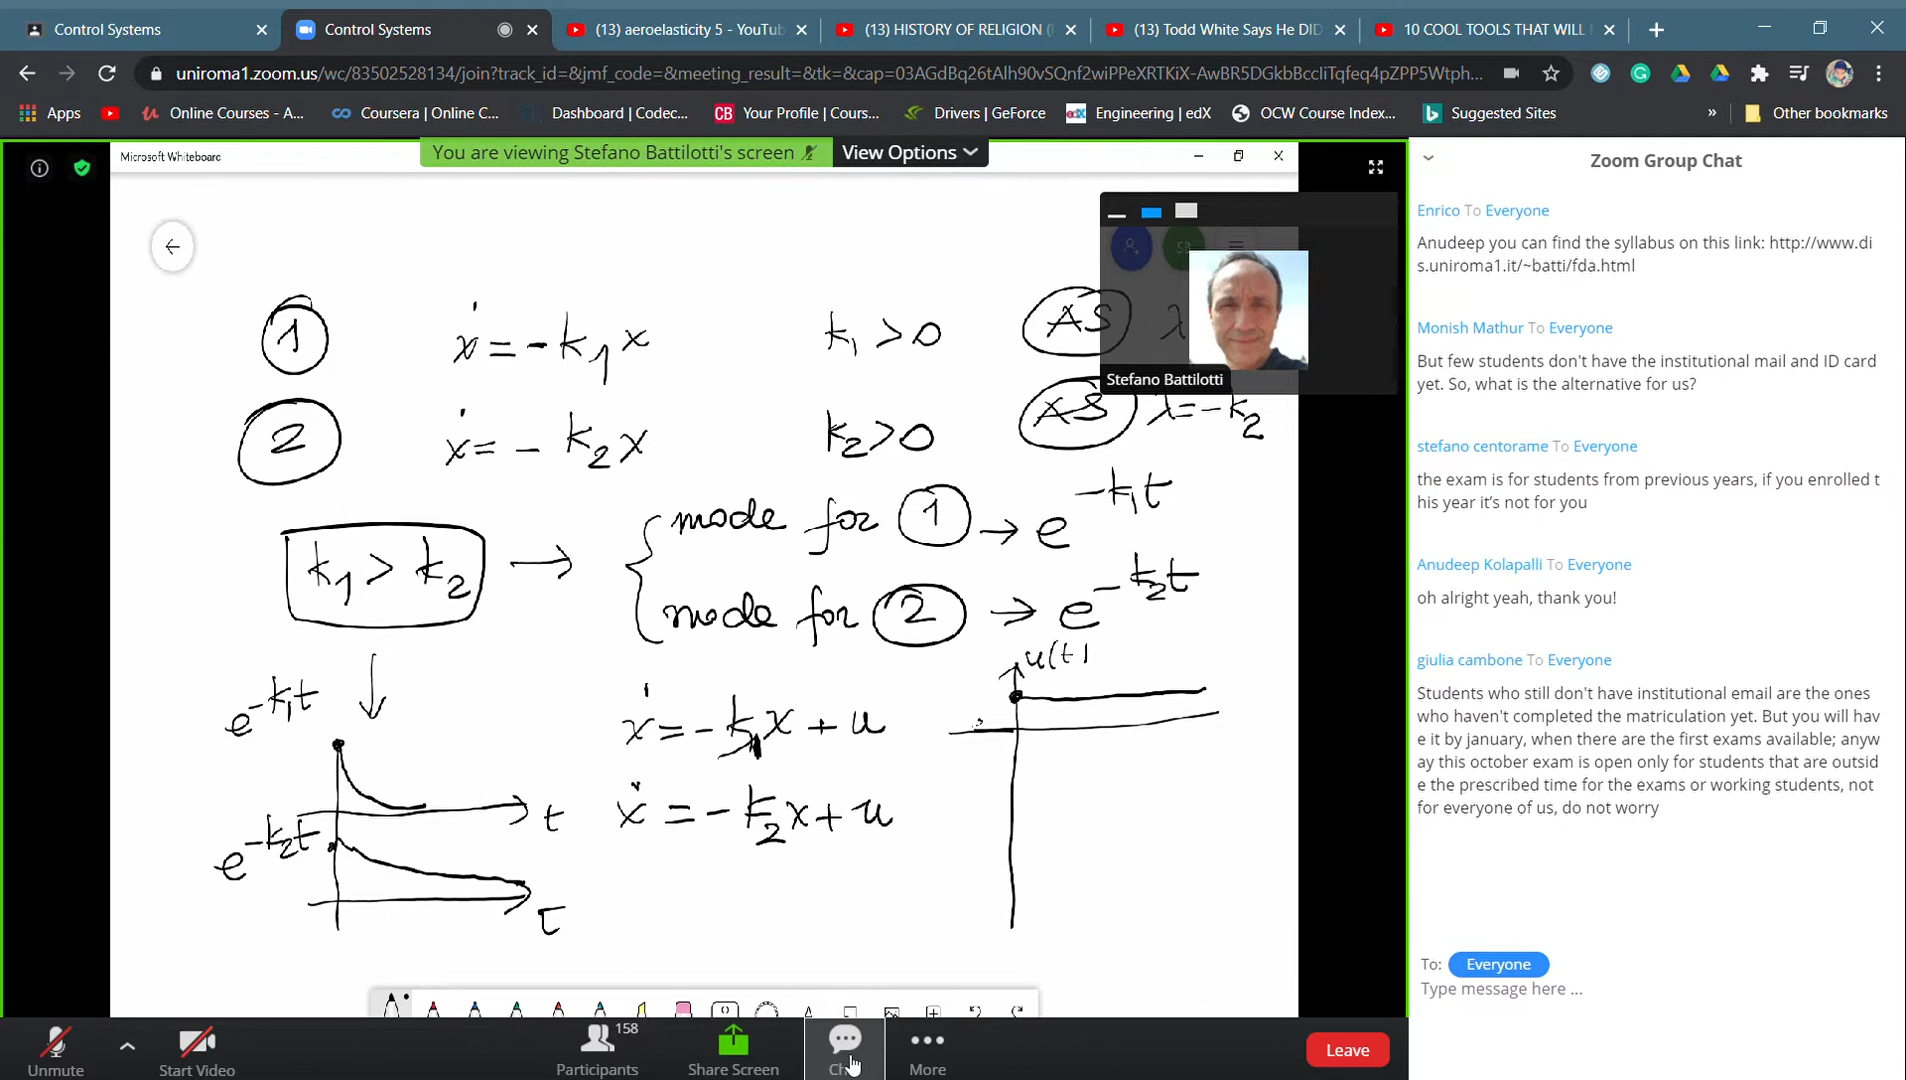 Control Systems
Control Systems
(13) aeroelasticity 5 - YouTub
(13) HISTORY OF RELIGION (
(13) Todd White Says He DID
10 COOL TOOLS THAT WILL
uniroma1.zoom.us/wc/83502528134/join?track_id=&jmf_code=&meeting_result=&tk=&cap=03AGdBq26tAlh90vSQnf2wiPPeXRTKiX-AwBR5DGkbBccIiTqfeq4pZPP5Wtph...
Apps
Online Courses - A...
Coursera | Online C...
Dashboard | Codec...
CB
Your Profile | Cours...
Drivers | GeForce
edX
Engineering | edX
OCW Course Index...
Suggested Sites
»
Other bookmarks
Microsoft Whiteboard
You are viewing Stefano Battilotti's screen
View Options
SB
Stefano Battilotti
1 ẋ = -k₁x k₁ > 0 AS λ
2 ẋ = - k₂x k₂ > 0 AS λ = -k₂
k₁ > k₂ → { mode for 1 → e^{-k₁t}
mode for 2 → e^{-k₂t}
e^{-k₁t}
t
e^{-k₂t}
t
ẋ = -k₁x + u
ẋ = -k₂x + u
u(t)
Zoom Group Chat
Enrico To Everyone
Anudeep you can find the syllabus on this link: http://www.di
s.uniroma1.it/~batti/fda.html
Monish Mathur To Everyone
But few students don't have the institutional mail and ID card
yet. So, what is the alternative for us?
stefano centorame To Everyone
the exam is for students from previous years, if you enrolled t
his year it's not for you
Anudeep Kolapalli To Everyone
oh alright yeah, thank you!
giulia cambone To Everyone
Students who still don't have institutional email are the ones
who haven't completed the matriculation yet. But you will hav
e it by january, when there are the first exams available; anyw
ay this october exam is open only for students that are outsid
e the prescribed time for the exams or working students, not
for everyone of us, do not worry
To: Everyone
Type message here ...
Unmute
Start Video
158
Participants
Share Screen
More
Leave